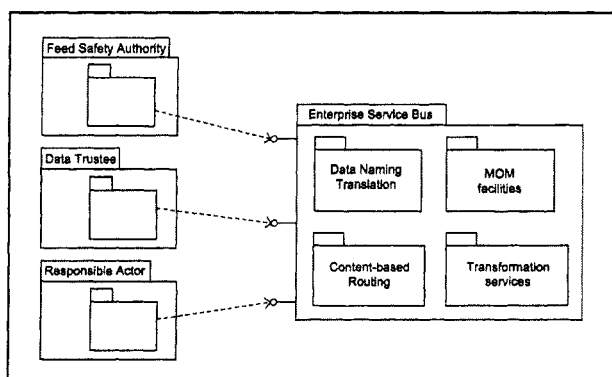 Feed Safety Authority
Enterprise Service Bus
Data Naming
Translation
MOM
facilities
Data Trustee
Content-based
Routing
Transformation
services
Responsible Actor